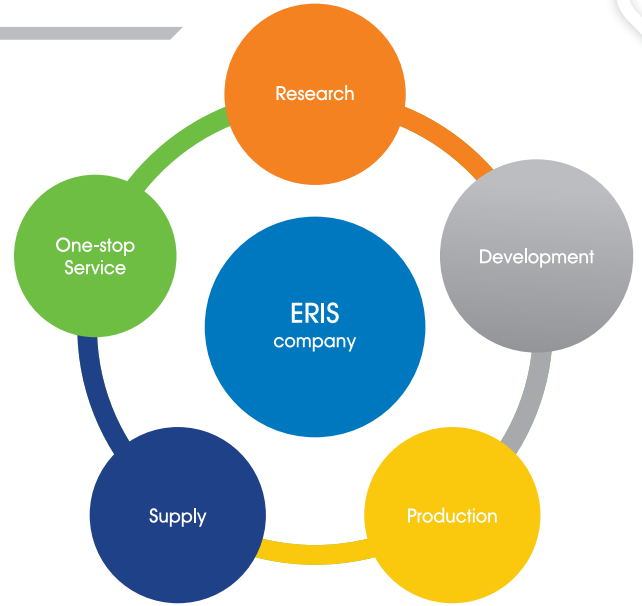 Research
Development
One-stop
Service
ERIS
company
Supply
Production